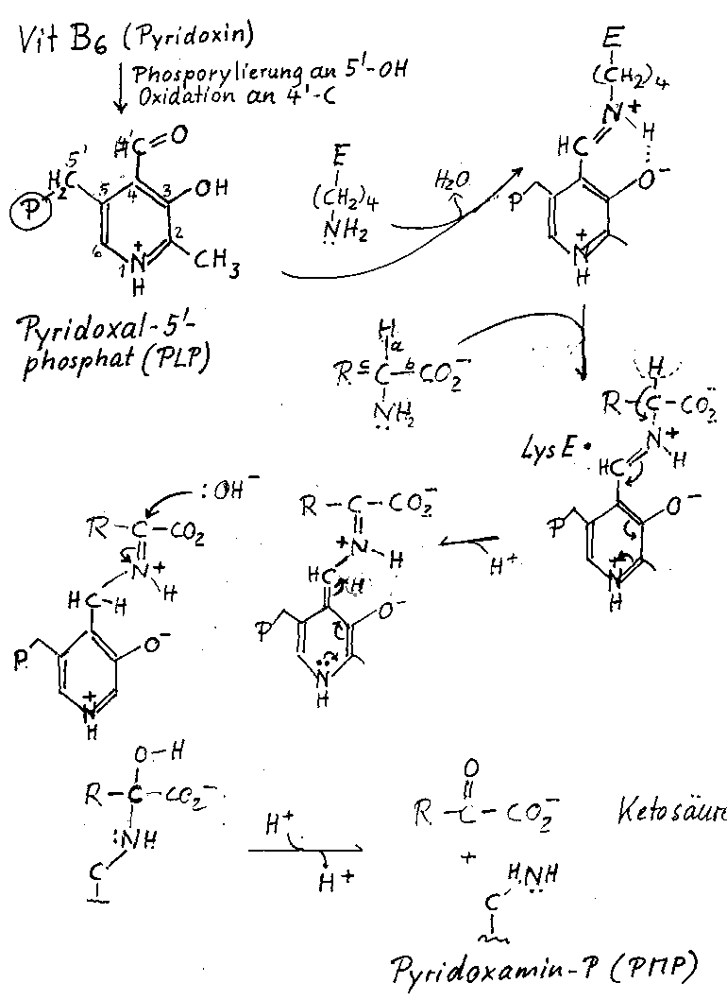 Vit B6 (Pyridoxin)
Phosporylierung an 5'-OH
Oxidation an 4'-C
E
(CH2)4
N+
H
HC
O-
P
N+
H
4'C=O
5'
H2C
P
5
4
3
OH
6
1
2
N+
H
CH3
E
(CH2)4
NH2
H2O
Pyridoxal-5'-
phosphat (PLP)
H
a
R c C b CO2-
NH2
H
R-C-CO2-
N+
H
Lys E
HC
O-
P
N+
H
H+
:OH-
R-C-CO2
N+
H
H C-H
P
O-
N+
H
R-C-CO2-
+N-H
HC
H
P
O-
N
H
O-H
R-C-CO2-
:NH
C
H+
H+
O
R-C-CO2-
Ketosäure
+
H NH
C
Pyridoxamin-P (PMP)